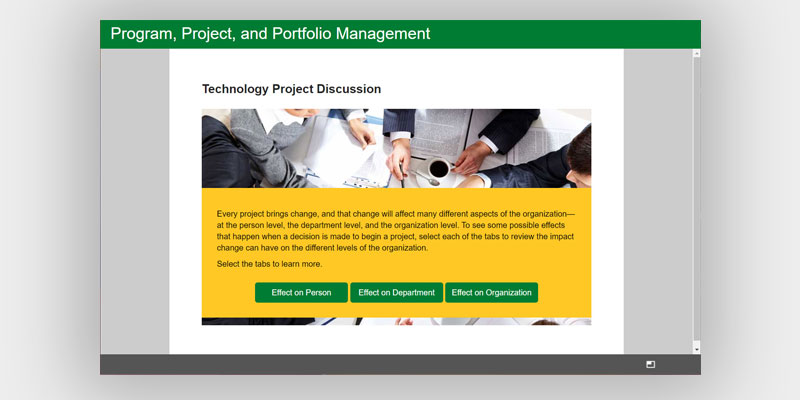 Program, Project, and Portfolio Management
Technology Project Discussion
Every project brings change, and that change will affect many different aspects of the organization—
at the person level, the department level, and the organization level. To see some possible effects
that happen when a decision is made to begin a project, select each of the tabs to review the impact
change can have on the different levels of the organization.
Select the tabs to learn more.
Effect on Person Effect on Department Effect on Organization